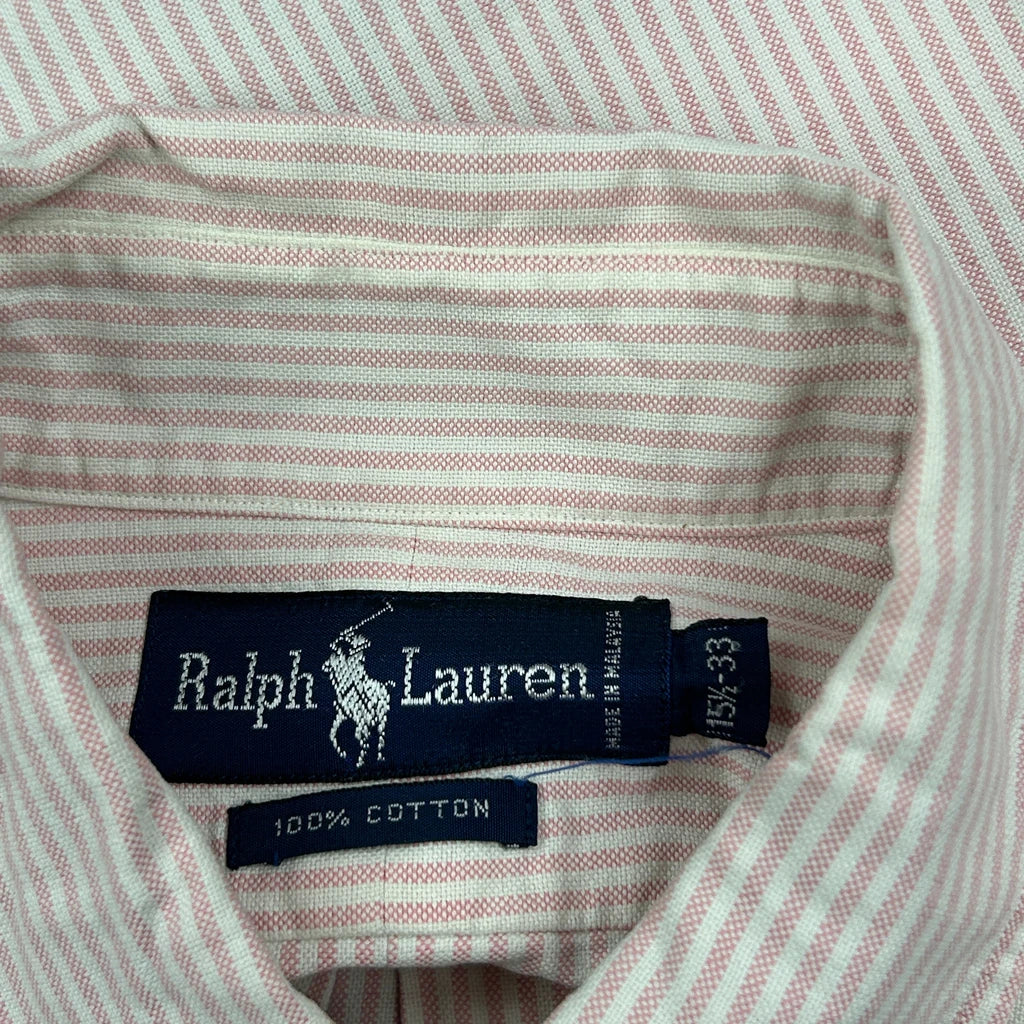 Ralph Lauren
MADE IN MALAYSIA
15½-33
100% COTTON